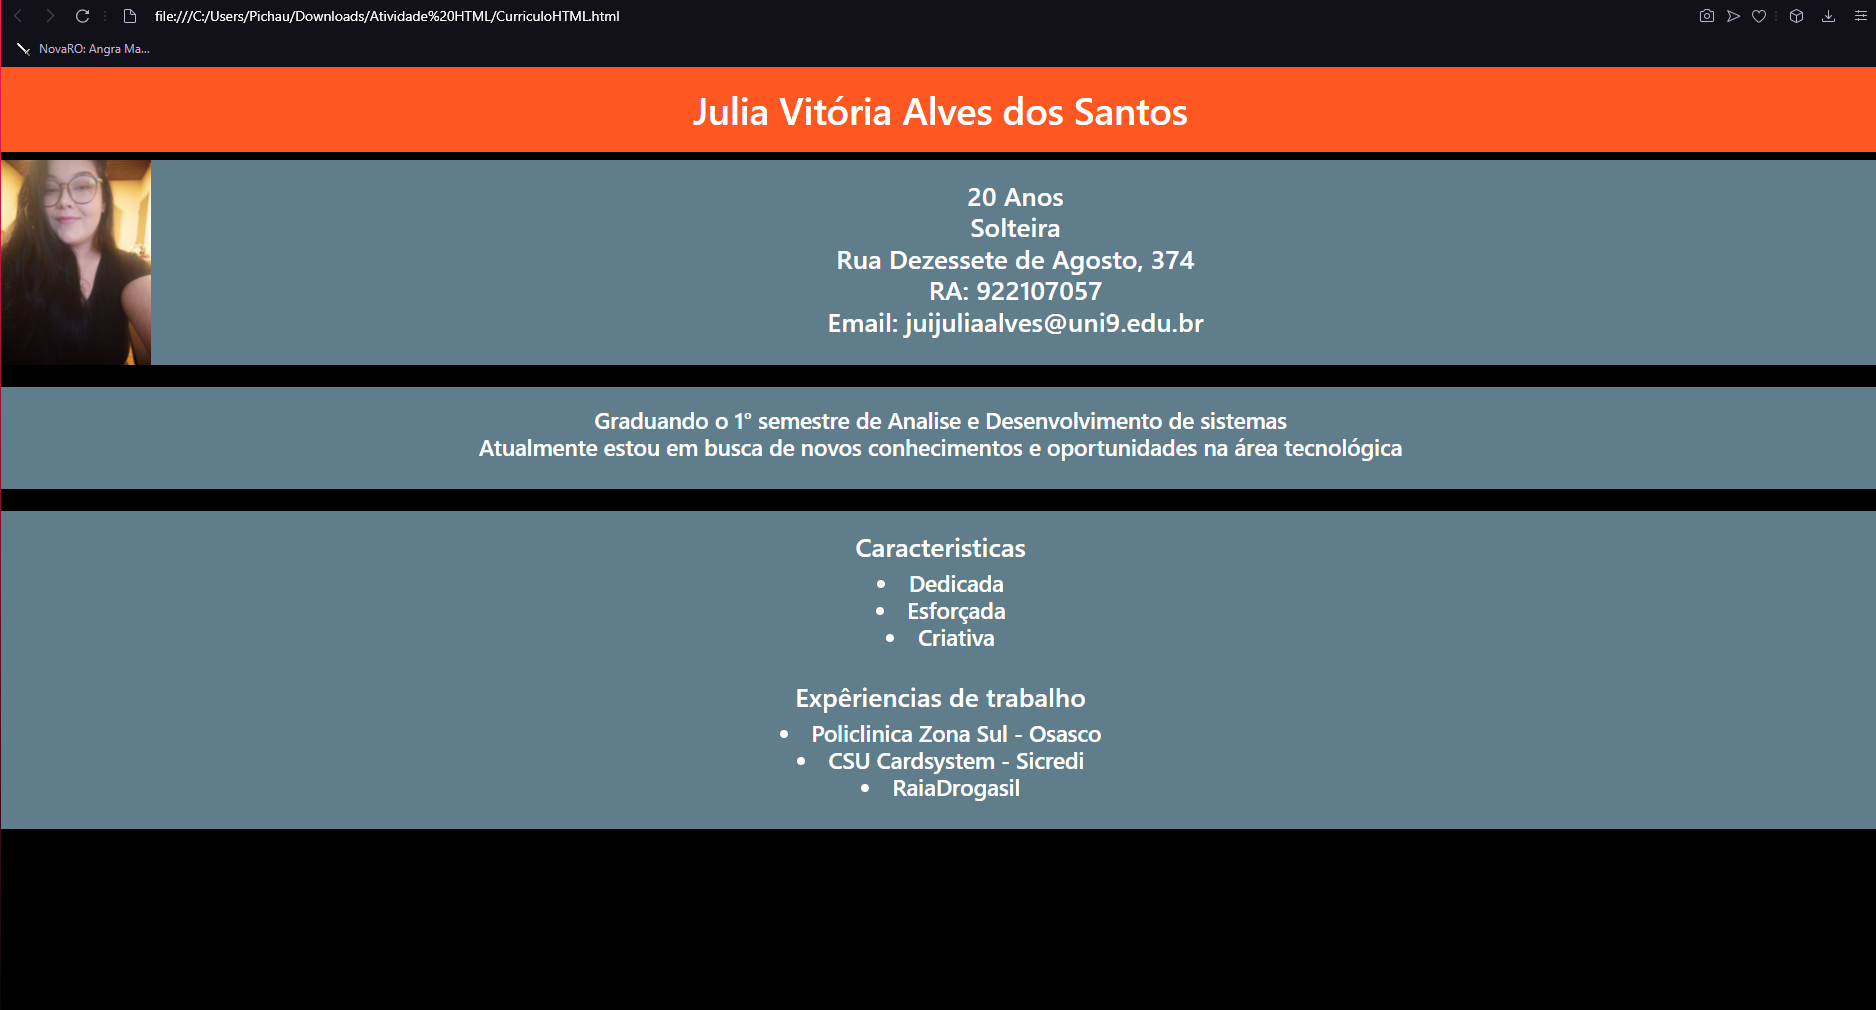 file:///C:/Users/Pichau/Downloads/Atividade%20HTML/CurriculoHTML.html
NovaRO: Angra Ma...
Julia Vitória Alves dos Santos
20 Anos
Solteira
Rua Dezessete de Agosto, 374
RA: 922107057
Email: juijuliaalves@uni9.edu.br
Graduando o 1° semestre de Analise e Desenvolvimento de sistemas
Atualmente estou em busca de novos conhecimentos e oportunidades na área tecnológica
Caracteristicas
• Dedicada
• Esforçada
• Criativa
Expêriencias de trabalho
• Policlinica Zona Sul - Osasco
• CSU Cardsystem - Sicredi
• RaiaDrogasil